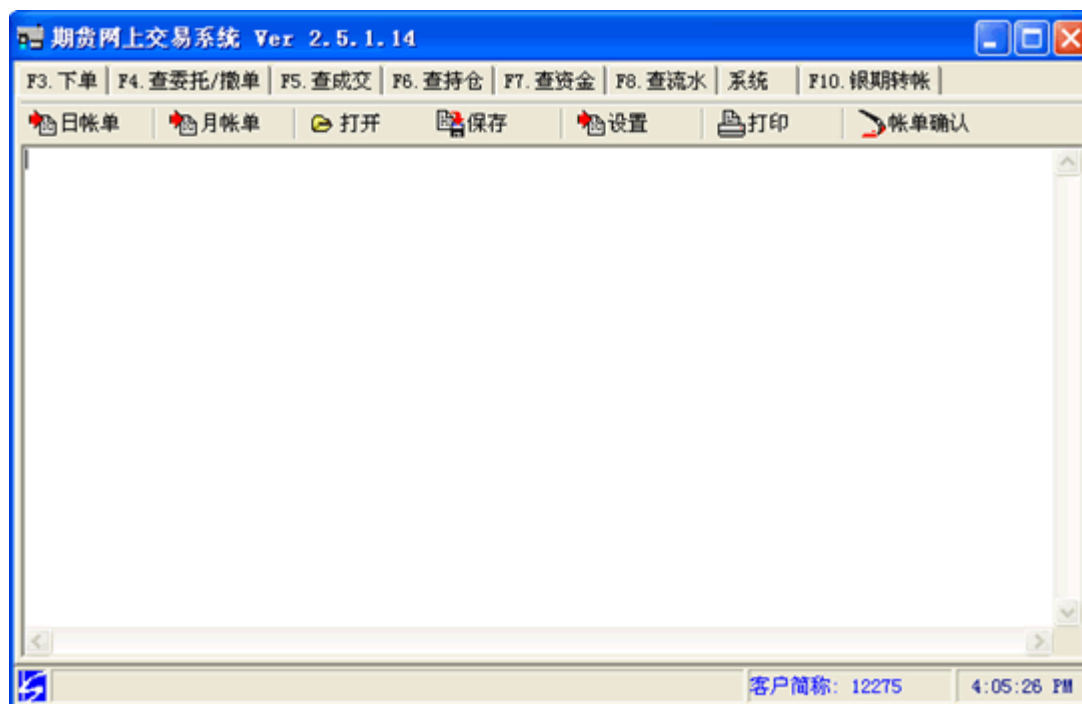 期货网上交易系统 Ver 2.5.1.14
F3.下单 F4.查委托/撤单 F5.查成交 F6.查持仓 F7.查资金 F8.查流水 系统 F10.银期转帐
日帐单 月帐单 打开 保存 设置 打印 帐单确认
客户简称: 12275 4:05:26 PM